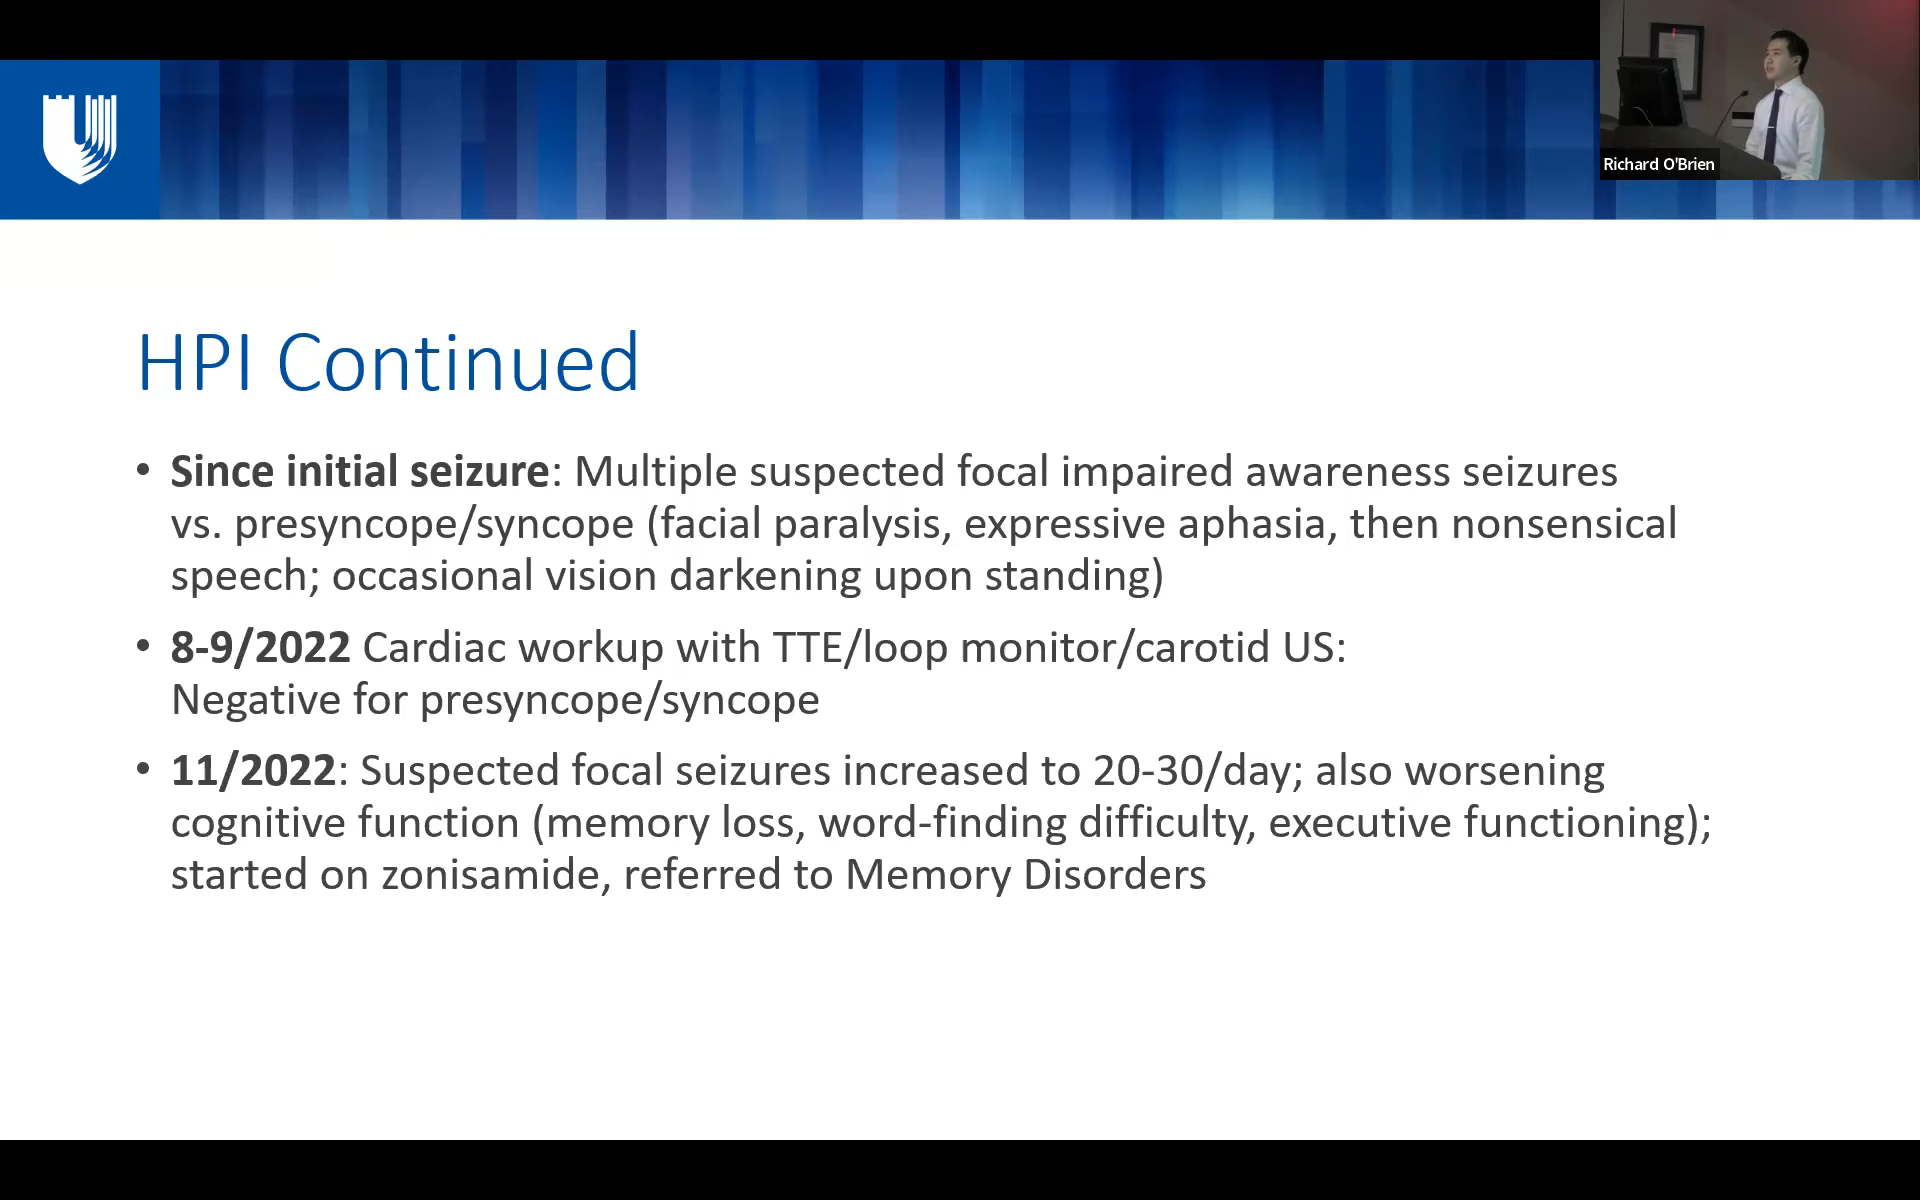 Richard O'Brien
HPI Continued
• Since initial seizure: Multiple suspected focal impaired awareness seizures
vs. presyncope/syncope (facial paralysis, expressive aphasia, then nonsensical
speech; occasional vision darkening upon standing)
• 8-9/2022 Cardiac workup with TTE/loop monitor/carotid US:
Negative for presyncope/syncope
• 11/2022: Suspected focal seizures increased to 20-30/day; also worsening
cognitive function (memory loss, word-finding difficulty, executive functioning);
started on zonisamide, referred to Memory Disorders